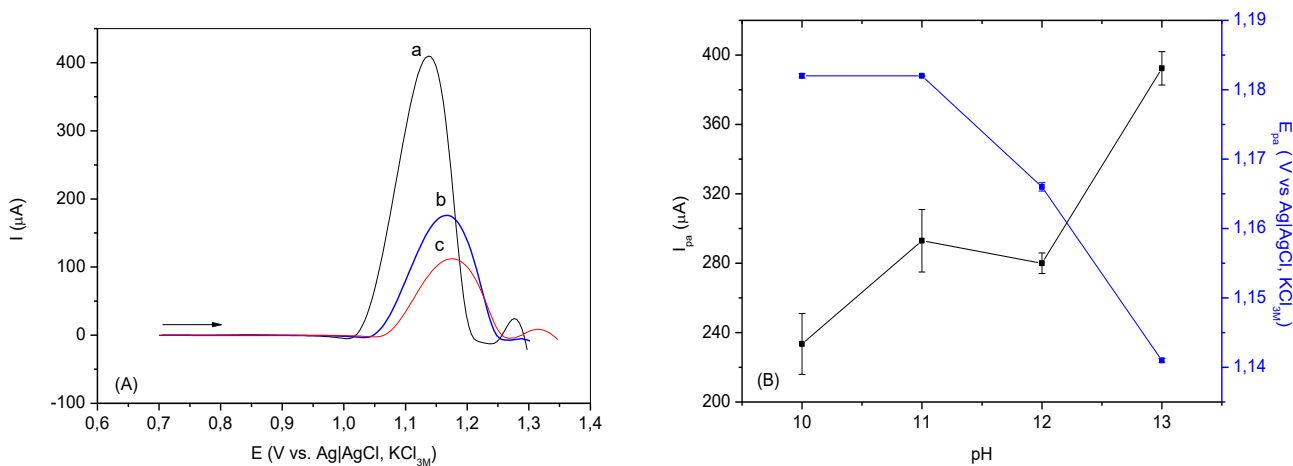 400
300
200
100
0
-100
0,6 0,7 0,8 0,9 1,0 1,1 1,2 1,3 1,4
I (μA)
E (V vs. Ag|AgCl, KCl3M)
a
b
c
(A)
400
360
320
280
240
200
10 11 12 13
Ipa (μA)
pH
(B)
1,19
1,18
1,17
1,16
1,15
1,14
Epa ( V vs Ag|AgCl, KCl3M)